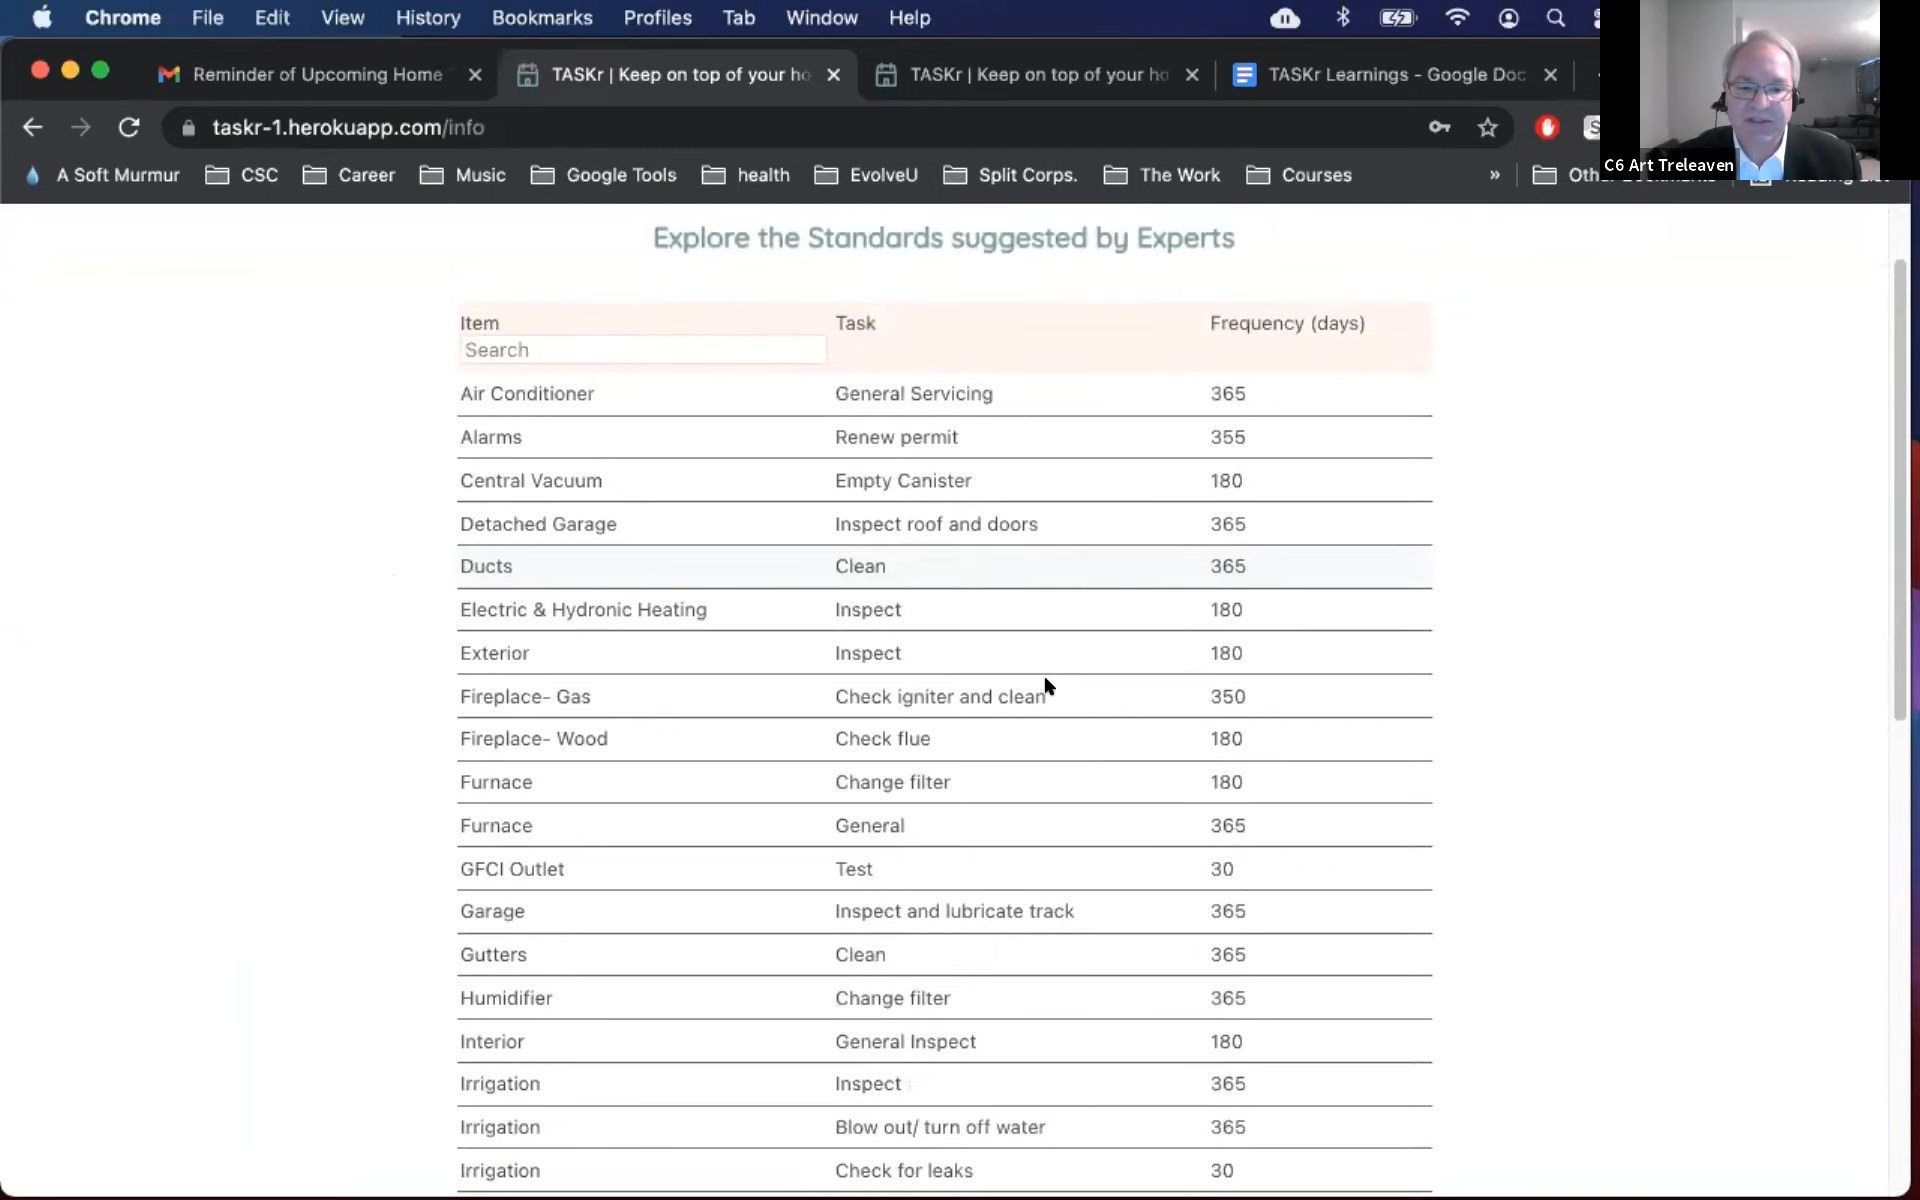 Chrome File Edit View History Bookmarks Profiles Tab Window Help
Reminder of Upcoming Home TASKr | Keep on top of your ho TASKr | Keep on top of your ho TASKr Learnings - Google Doc
taskr-1.herokuapp.com/info
C6 Art Treleaven
A Soft Murmur CSC Career Music Google Tools health EvolveU Split Corps. The Work Courses »
Explore the Standards suggested by Experts
Item Task Frequency (days)
Search
Air Conditioner General Servicing 365
Alarms Renew permit 355
Central Vacuum Empty Canister 180
Detached Garage Inspect roof and doors 365
Ducts Clean 365
Electric & Hydronic Heating Inspect 180
Exterior Inspect 180
Fireplace- Gas Check igniter and clean 350
Fireplace- Wood Check flue 180
Furnace Change filter 180
Furnace General 365
GFCI Outlet Test 30
Garage Inspect and lubricate track 365
Gutters Clean 365
Humidifier Change filter 365
Interior General Inspect 180
Irrigation Inspect 365
Irrigation Blow out/ turn off water 365
Irrigation Check for leaks 30